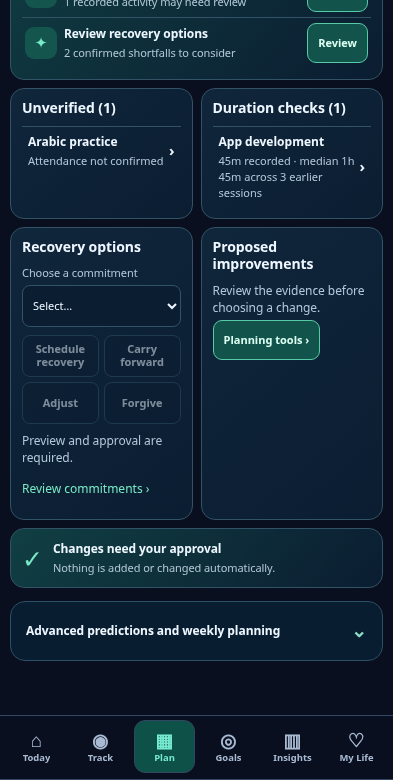 1 recorded activity may need review
Review recovery options
2 confirmed shortfalls to consider
Review
Unverified (1)
Arabic practice
Attendance not confirmed
›
Duration checks (1)
App development
45m recorded · median 1h
45m across 3 earlier
sessions
›
Recovery options
Choose a commitment
Select...
Schedule
recovery
Carry
forward
Adjust
Forgive
Preview and approval are
required.
Review commitments ›
Proposed
improvements
Review the evidence before
choosing a change.
Planning tools ›
Changes need your approval
Nothing is added or changed automatically.
Advanced predictions and weekly planning
Today
Track
Plan
Goals
Insights
My Life